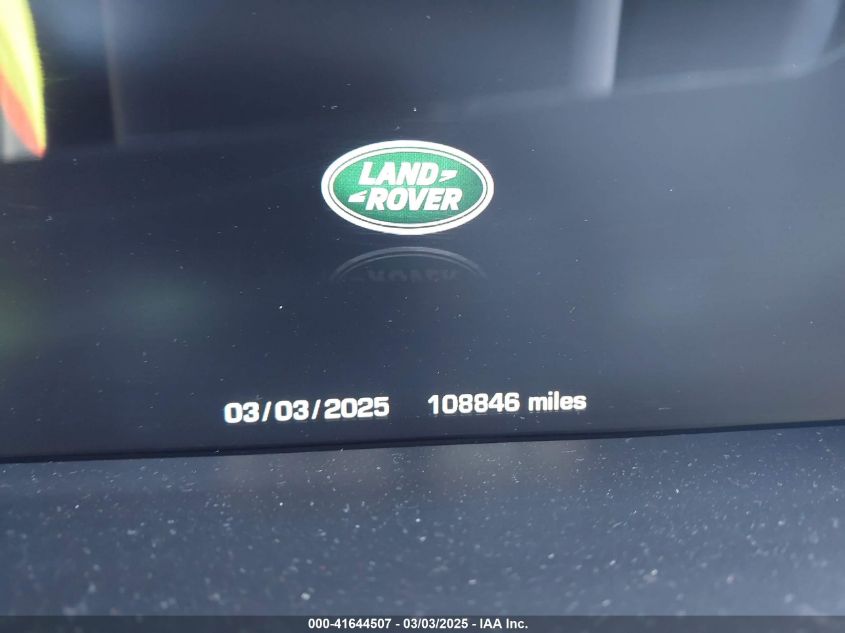 LAND
ROVER
03/03/2025 108846 miles
000-41644507 - 03/03/2025 - IAA Inc.